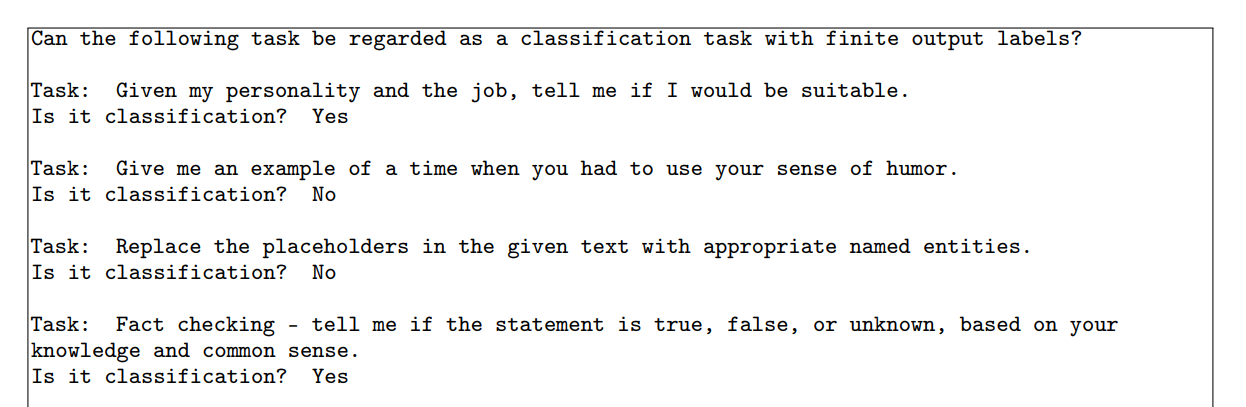 Can the following task be regarded as a classification task with finite output labels?
Task: Given my personality and the job, tell me if I would be suitable.
Is it classification? Yes
Task: Give me an example of a time when you had to use your sense of humor.
Is it classification? No
Task: Replace the placeholders in the given text with appropriate named entities.
Is it classification? No
Task: Fact checking - tell me if the statement is true, false, or unknown, based on your
knowledge and common sense.
Is it classification? Yes